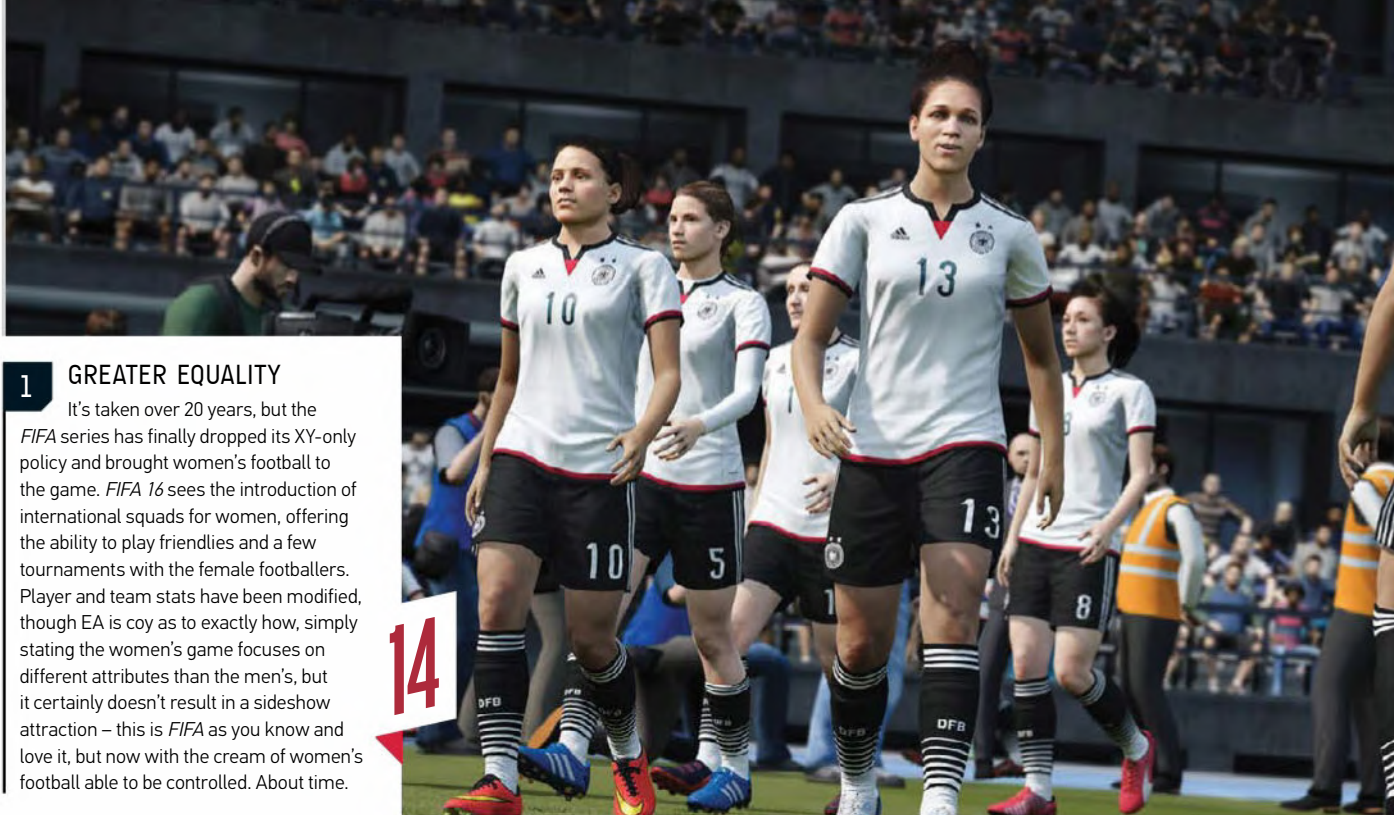 1
GREATER EQUALITY
It's taken over 20 years, but the
FIFA series has finally dropped its XY-only
policy and brought women's football to
the game. FIFA 16 sees the introduction of
international squads for women, offering
the ability to play friendlies and a few
tournaments with the female footballers.
Player and team stats have been modified,
though EA is coy as to exactly how, simply
stating the women's game focuses on
different attributes than the men's, but
it certainly doesn't result in a sideshow
attraction – this is FIFA as you know and
love it, but now with the cream of women's
football able to be controlled. About time.
14
10
13
1
8
10
5
1
13
8
DFB
DFB
DFB
DFB